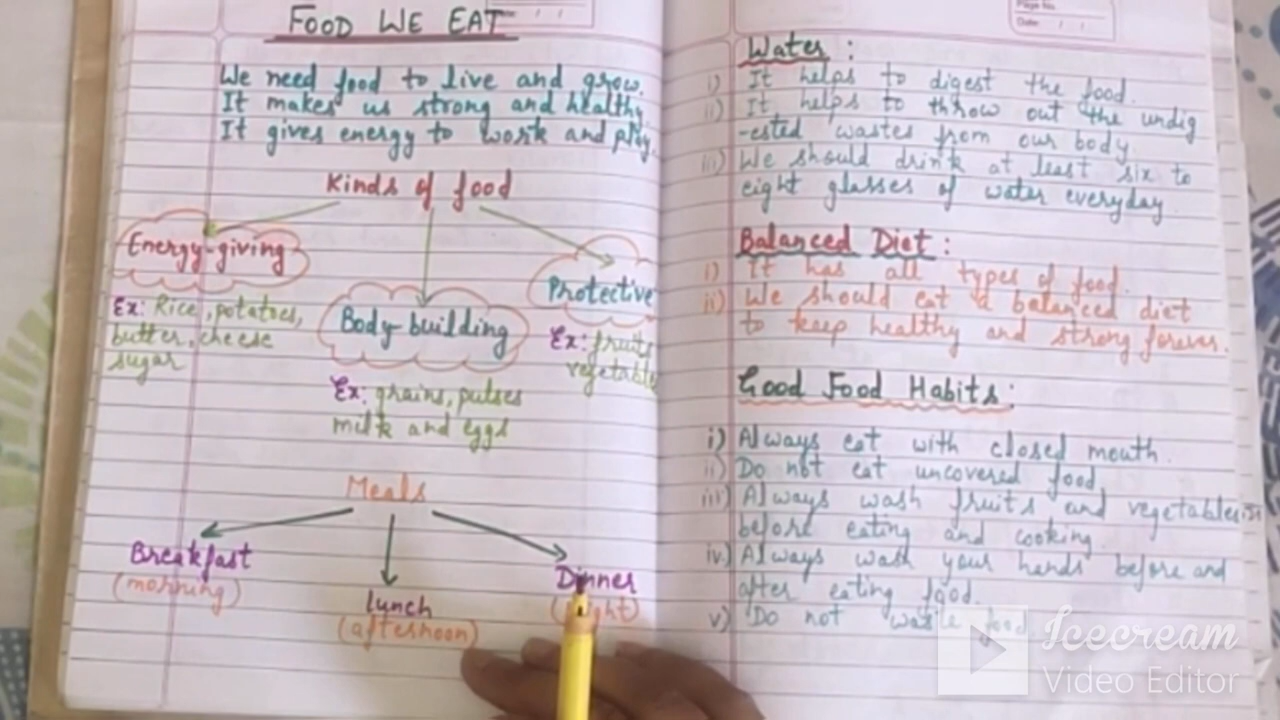 FOOD WE EAT
We need food to live and grow.
It makes us strong and healthy.
It gives energy to work and play.
Kinds of food
Energy-giving
Ex: Rice, potatoes,
butter, cheese
sugar
Body-building
Ex: grains, pulses
milk and eggs
Protective
Ex: fruits
vegetables
Meals
Breakfast
(morning)
lunch
(afternoon)
Dinner
Page No.
Date: / /
Water:
i) It helps to digest the food.
ii) It helps to throw out the undig
-ested wastes from our body.
iii) We should drink at least six to
eight glasses of water everyday.
Balanced Diet:
i) It has all types of food.
ii) We should eat a balanced diet
to keep healthy and strong forever.
Good Food Habits:
i) Always eat with closed mouth.
ii) Do not eat uncovered food.
iii) Always wash fruits and vegetables
before eating and cooking.
iv) Always wash your hands before and
after eating food.
v) Do not waste food
Icecream
Video Editor